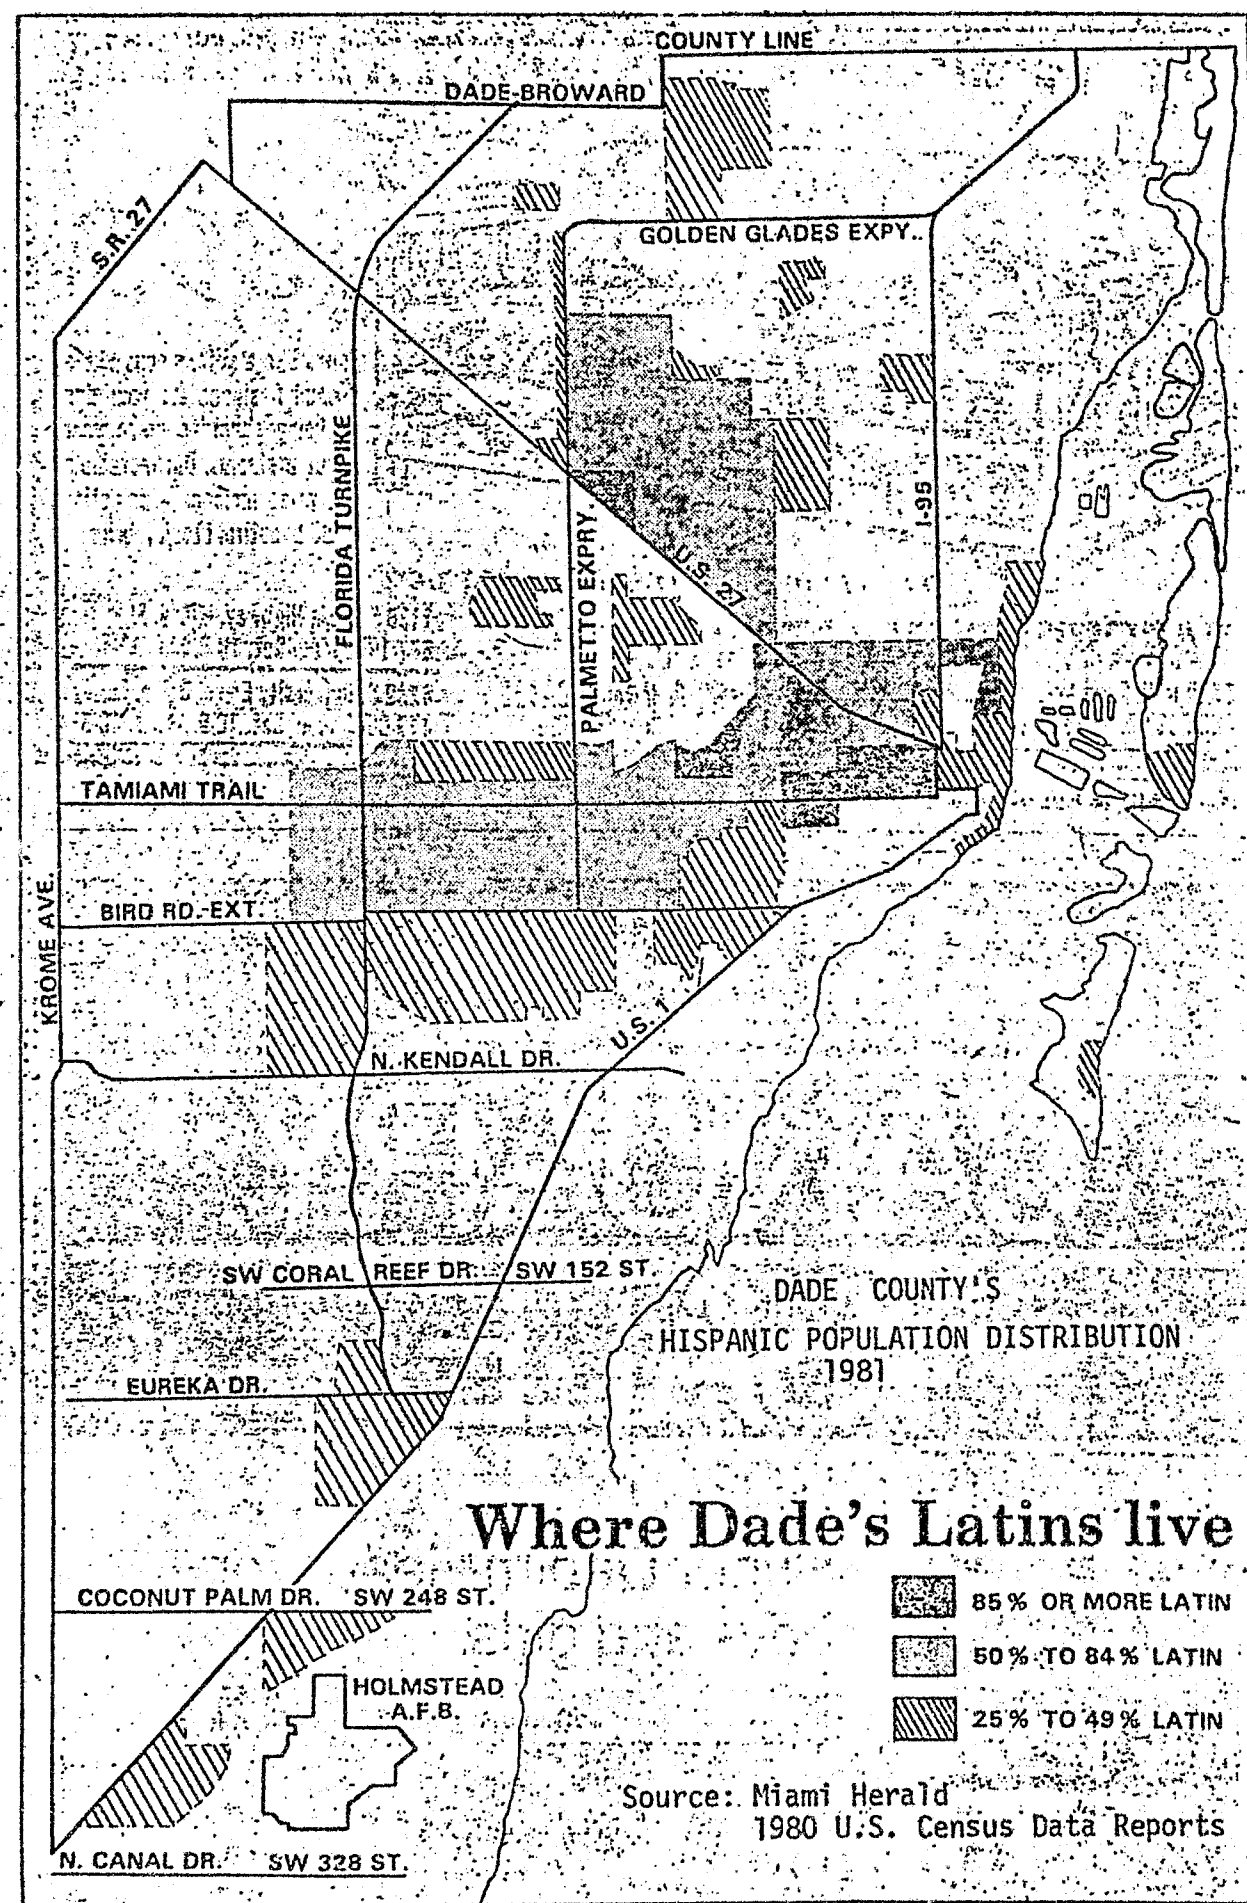 COUNTY LINE
DADE-BROWARD
S.R. 27
GOLDEN GLADES EXPY..
FLORIDA TURNPIKE
PALMETTO EXPRY.
I-95
U.S. 27
TAMIAMI TRAIL
KROME AVE.
BIRD RD.-EXT.
U.S. 1
N. KENDALL DR.
SW CORAL REEF DR. SW 152 ST.
DADE COUNTY'S
HISPANIC POPULATION DISTRIBUTION
1981
EUREKA DR.
Where Dade's Latins live
COCONUT PALM DR. SW 248 ST.
85% OR MORE LATIN
50% TO 84% LATIN
25% TO 49% LATIN
HOLMSTEAD
A.F.B.
Source: Miami Herald
1980 U.S. Census Data Reports
N. CANAL DR. SW 328 ST.